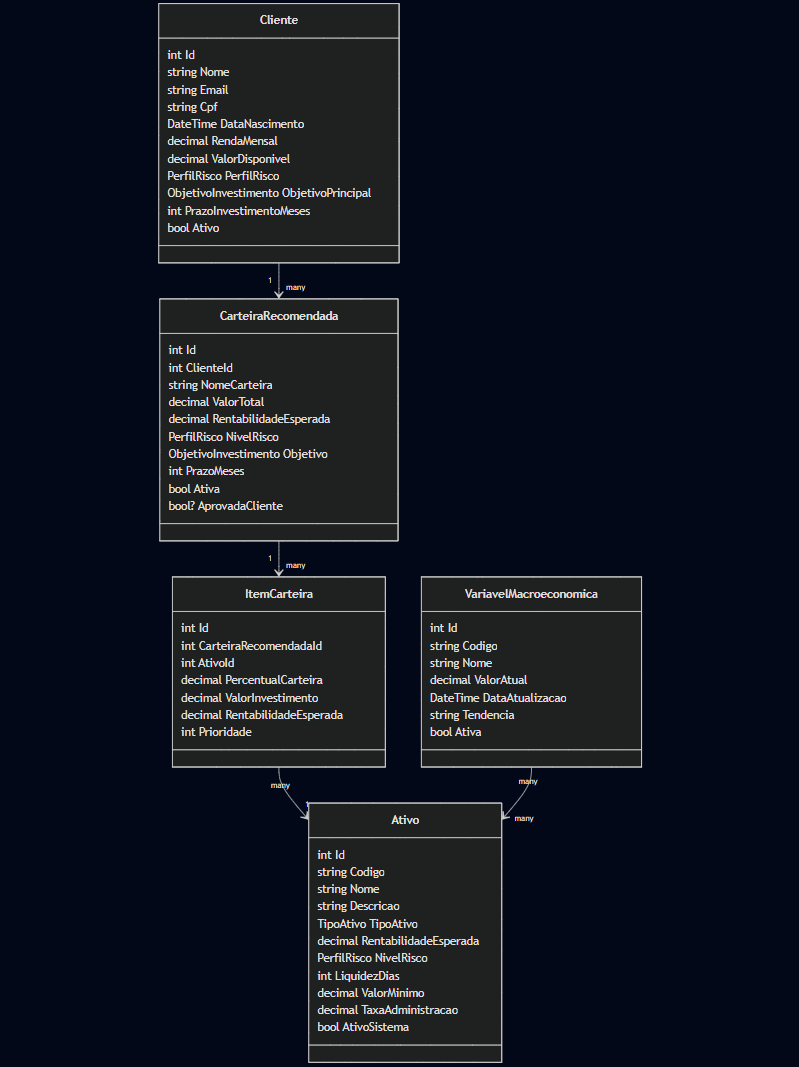 Cliente
int Id
string Nome
string Email
string Cpf
DateTime DataNascimento
decimal RendaMensal
decimal ValorDisponivel
PerfilRisco PerfilRisco
ObjetivoInvestimento ObjetivoPrincipal
int PrazoInvestimentoMeses
bool Ativo
1
many
CarteiraRecomendada
int Id
int ClienteId
string NomeCarteira
decimal ValorTotal
decimal RentabilidadeEsperada
PerfilRisco NivelRisco
ObjetivoInvestimento Objetivo
int PrazoMeses
bool Ativa
bool? AprovadaCliente
1
many
ItemCarteira
int Id
int CarteiraRecomendadaId
int AtivoId
decimal PercentualCarteira
decimal ValorInvestimento
decimal RentabilidadeEsperada
int Prioridade
VariavelMacroeconomica
int Id
string Codigo
string Nome
decimal ValorAtual
DateTime DataAtualizacao
string Tendencia
bool Ativa
many
1
many
many
Ativo
int Id
string Codigo
string Nome
string Descricao
TipoAtivo TipoAtivo
decimal RentabilidadeEsperada
PerfilRisco NivelRisco
int LiquidezDias
decimal ValorMinimo
decimal TaxaAdministracao
bool AtivoSistema